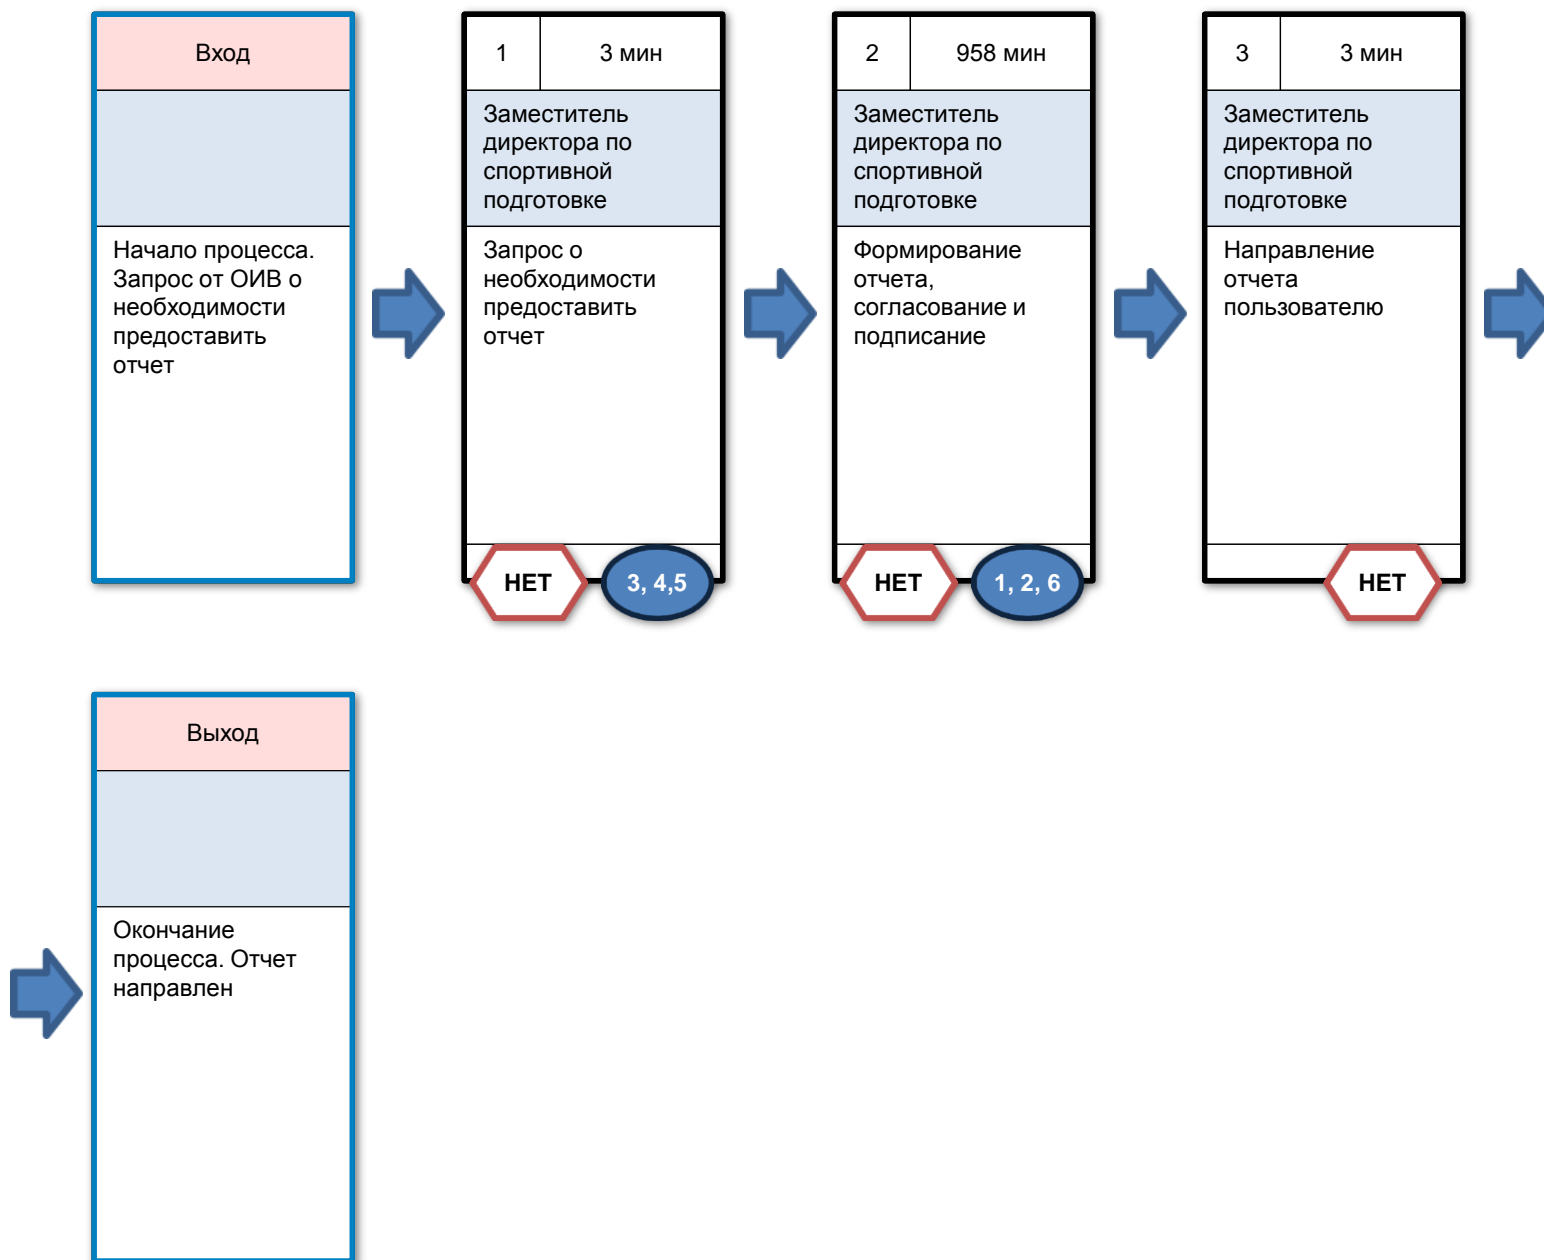 Вход
Начало процесса.
Запрос от ОИВ о
необходимости
предоставить
отчет
1
3 мин
Заместитель
директора по
спортивной
подготовке
Запрос о
необходимости
предоставить
отчет
НЕТ
3, 4,5
2
958 мин
Заместитель
директора по
спортивной
подготовке
Формирование
отчета,
согласование и
подписание
НЕТ
1, 2, 6
3
3 мин
Заместитель
директора по
спортивной
подготовке
Направление
отчета
пользователю
НЕТ
Выход
Окончание
процесса. Отчет
направлен